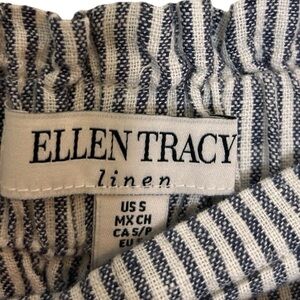 ELLEN TRACY
linen
US S
MX CH
CA S/P
EU